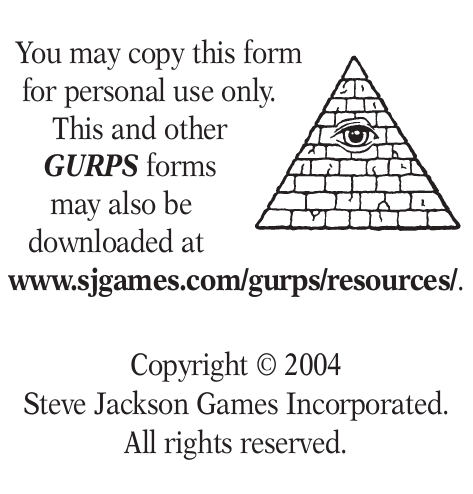 You may copy this form
for personal use only.
This and other
GURPS forms
may also be
downloaded at
www.sjgames.com/gurps/resources/.
Copyright © 2004
Steve Jackson Games Incorporated.
All rights reserved.